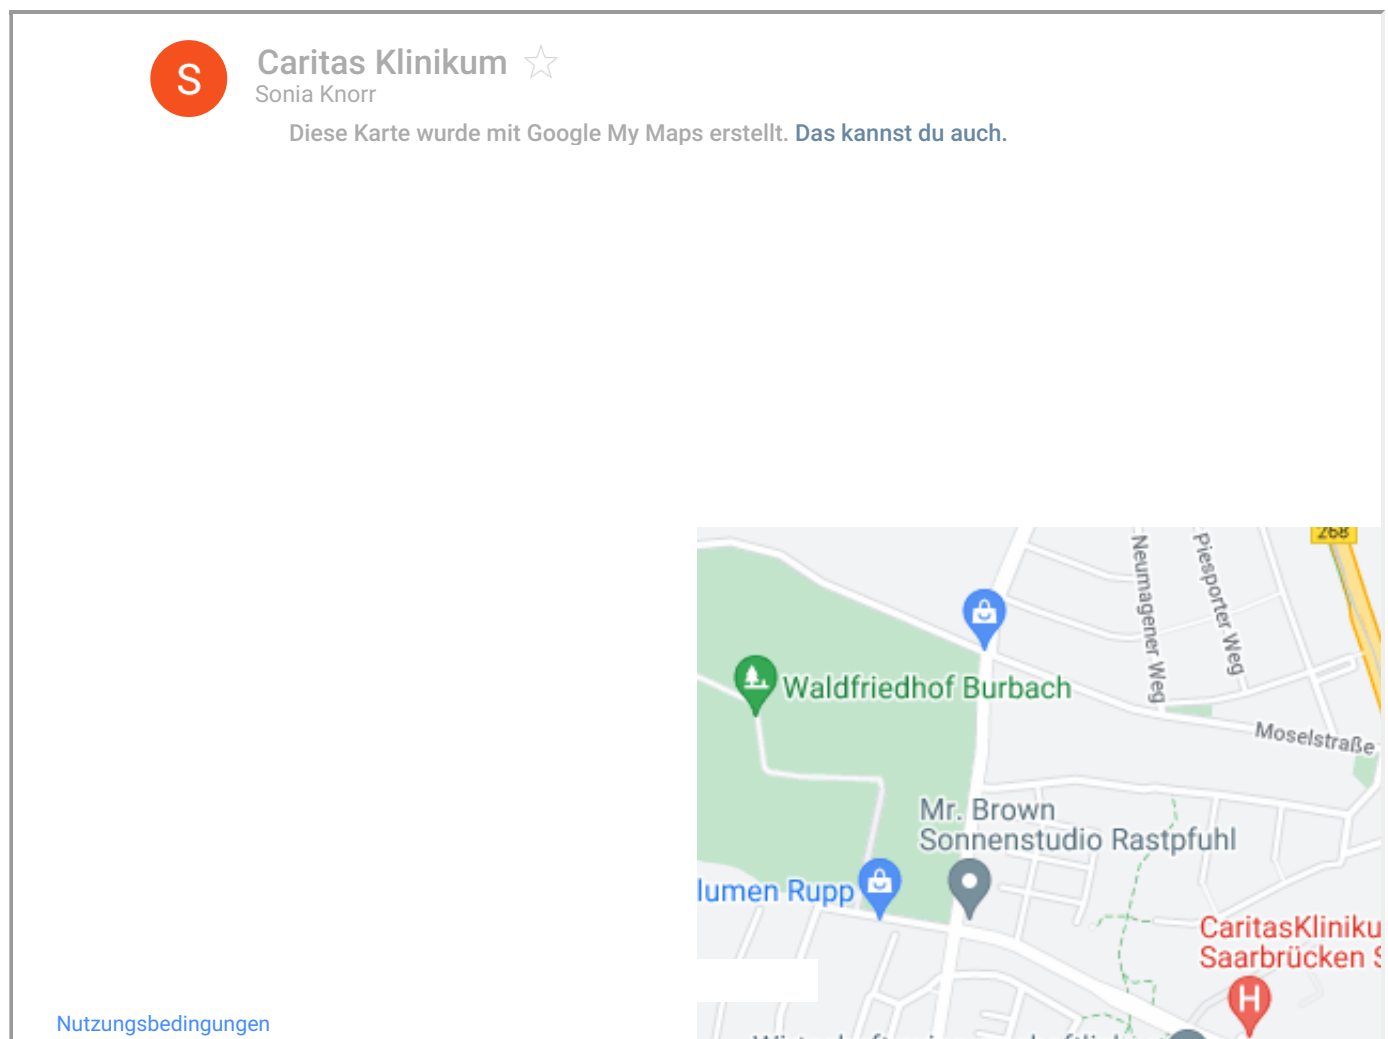 S
Caritas Klinikum
Sonia Knorr
Diese Karte wurde mit Google My Maps erstellt. Das kannst du auch.
268
Neumagener Weg
Piesporter Weg
Waldfriedhof Burbach
Moselstraße
Mr. Brown
Sonnenstudio Rastpfuhl
lumen Rupp
CaritasKliniku
Saarbrücken S
H
Nutzungsbedingungen